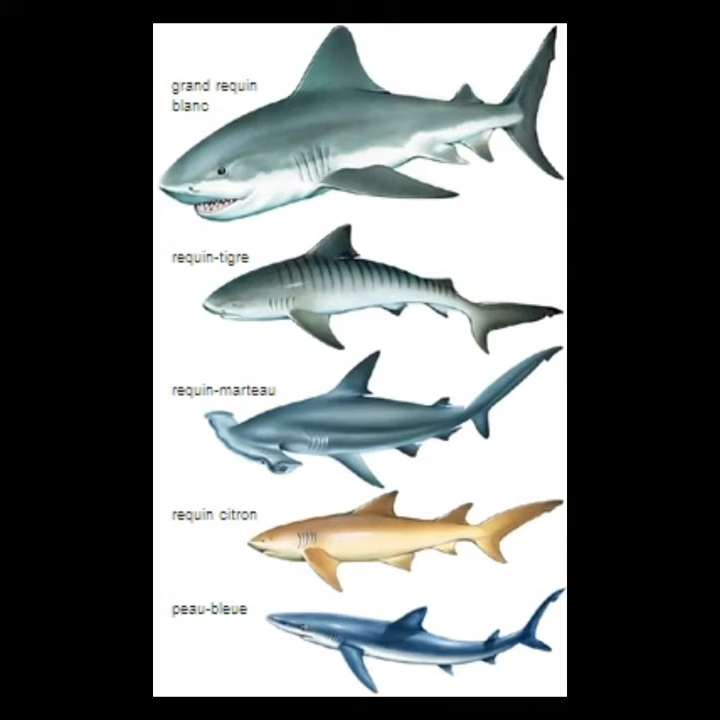 grand requin
blanc
requin-tigre
requin-marteau
requin citron
peau-bleue